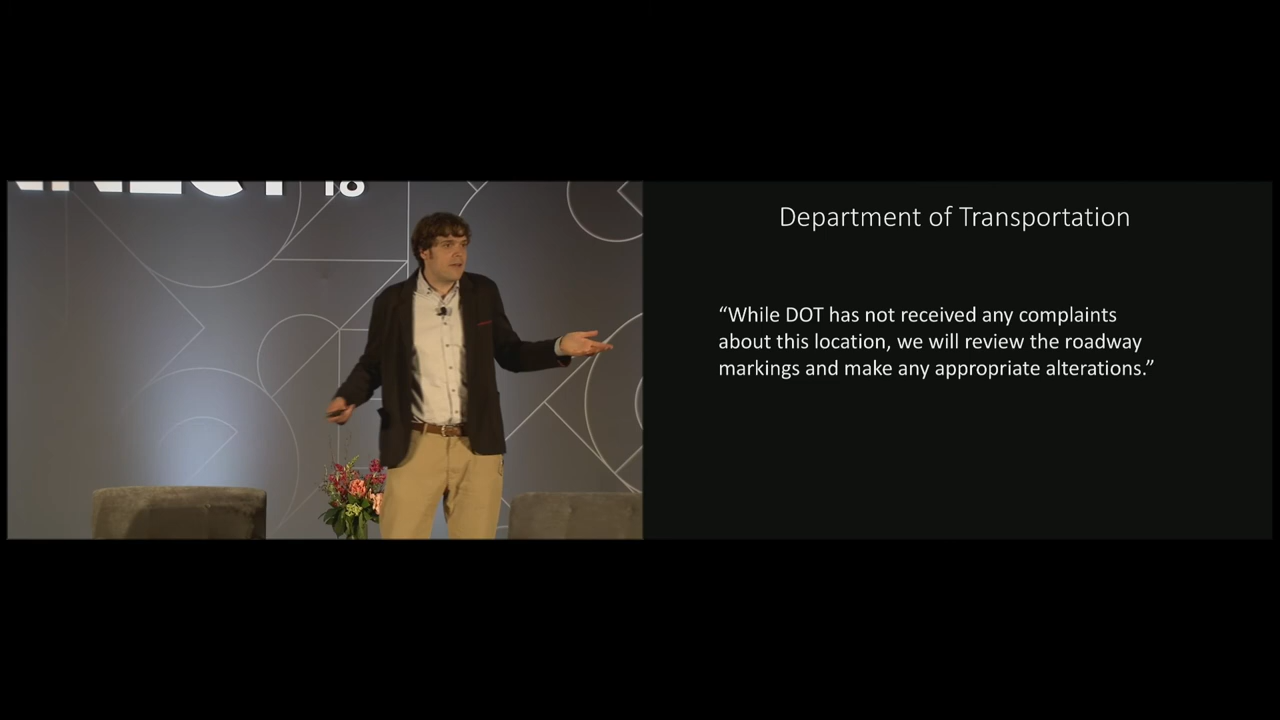 18
Department of Transportation
“While DOT has not received any complaints
about this location, we will review the roadway
markings and make any appropriate alterations.”